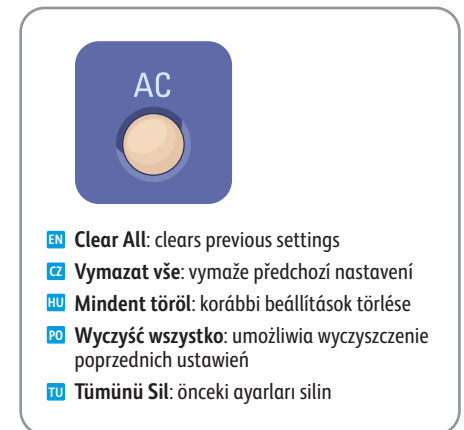 AC
EN Clear All: clears previous settings
CZ Vymazat vše: vymaže předchozí nastavení
HU Mindent töröl: korábbi beállítások törlése
PO Wyczyść wszystko: umożliwia wyczyszczenie
poprzednich ustawień
TU Tümünü Sil: önceki ayarları silin